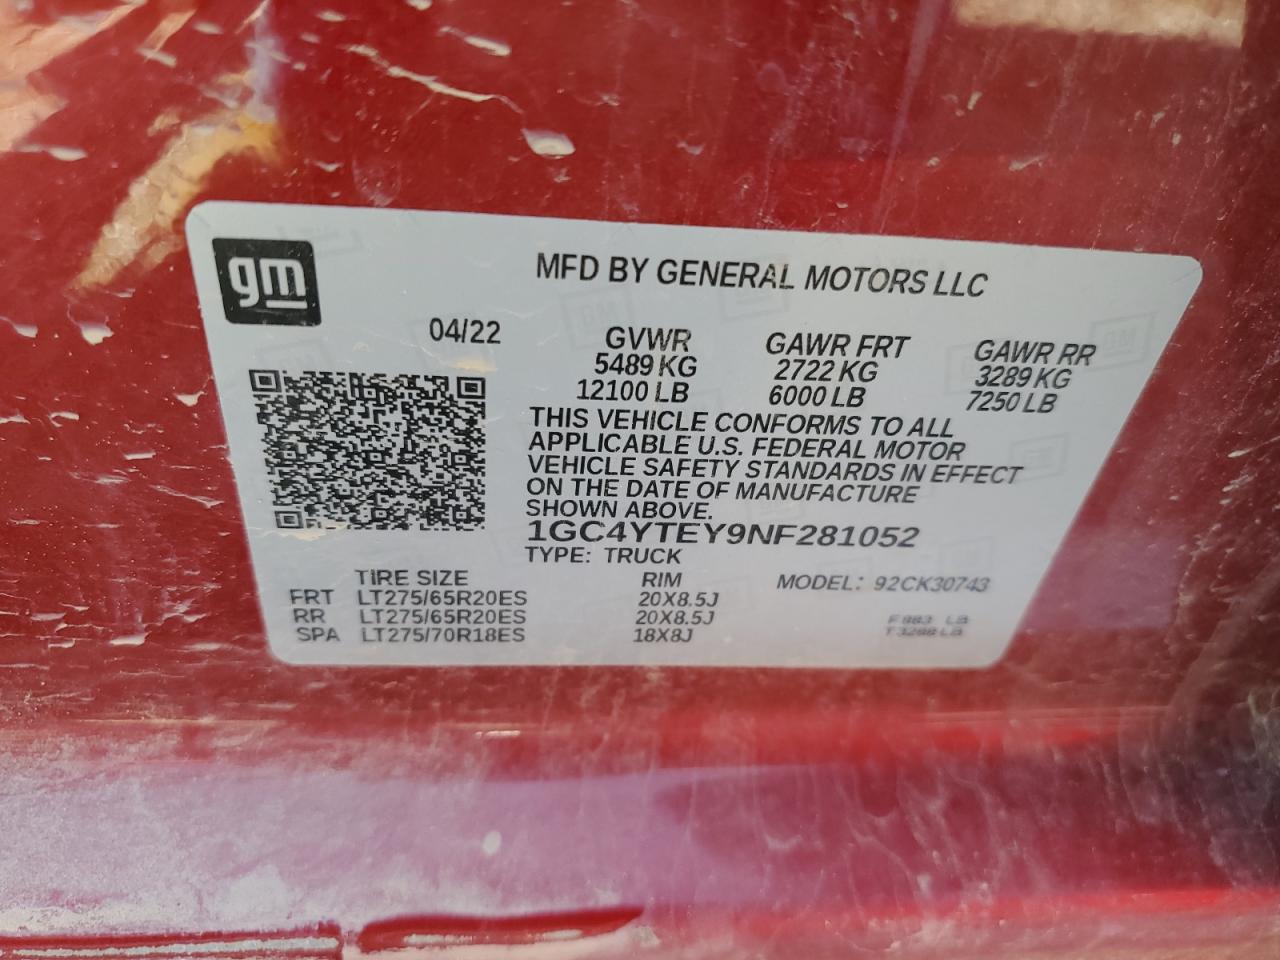 gm
MFD BY GENERAL MOTORS LLC
04/22
GVWR GAWR FRT GAWR RR
5489 KG 2722 KG 3289 KG
12100 LB 6000 LB 7250 LB
THIS VEHICLE CONFORMS TO ALL
APPLICABLE U.S. FEDERAL MOTOR
VEHICLE SAFETY STANDARDS IN EFFECT
ON THE DATE OF MANUFACTURE
SHOWN ABOVE.
1GC4YTEY9NF281052
TYPE: TRUCK
TIRE SIZE RIM MODEL: 92CK30743
FRT LT275/65R20ES 20X8.5J
RR LT275/65R20ES 20X8.5J
SPA LT275/70R18ES 18X8J
LB
LB